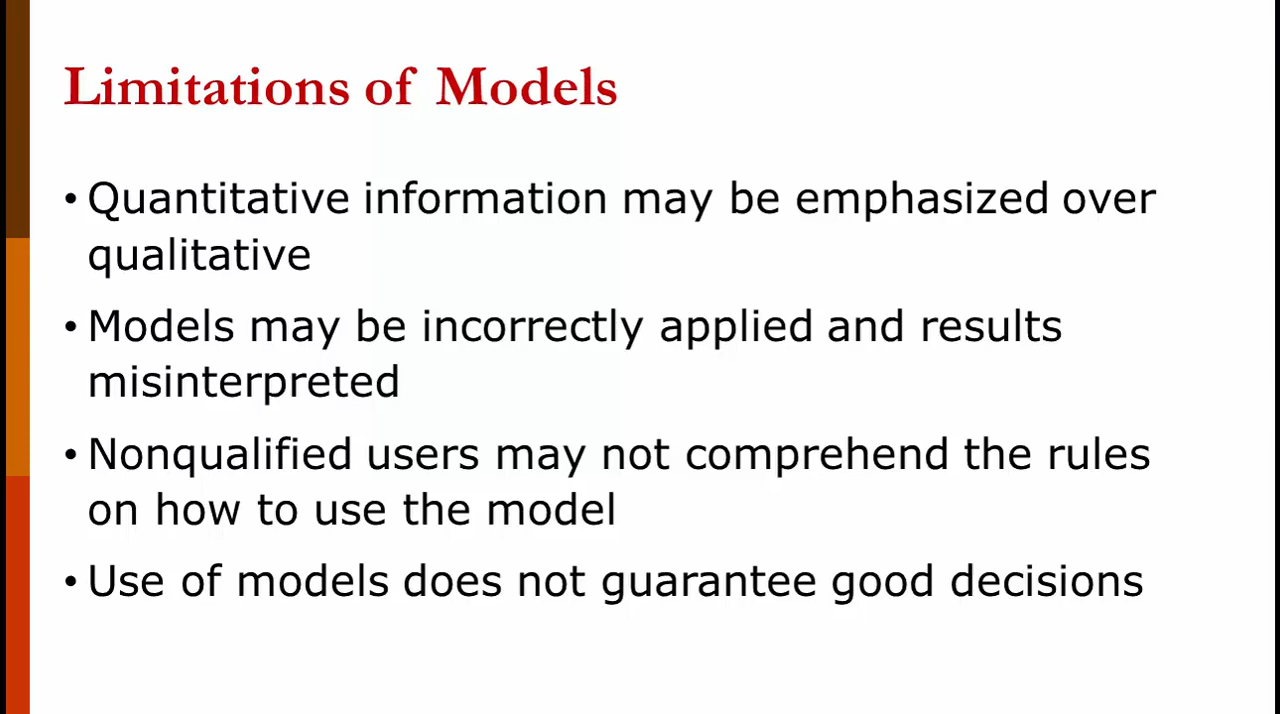 Limitations of Models
• Quantitative information may be emphasized over
qualitative
• Models may be incorrectly applied and results
misinterpreted
• Nonqualified users may not comprehend the rules
on how to use the model
• Use of models does not guarantee good decisions